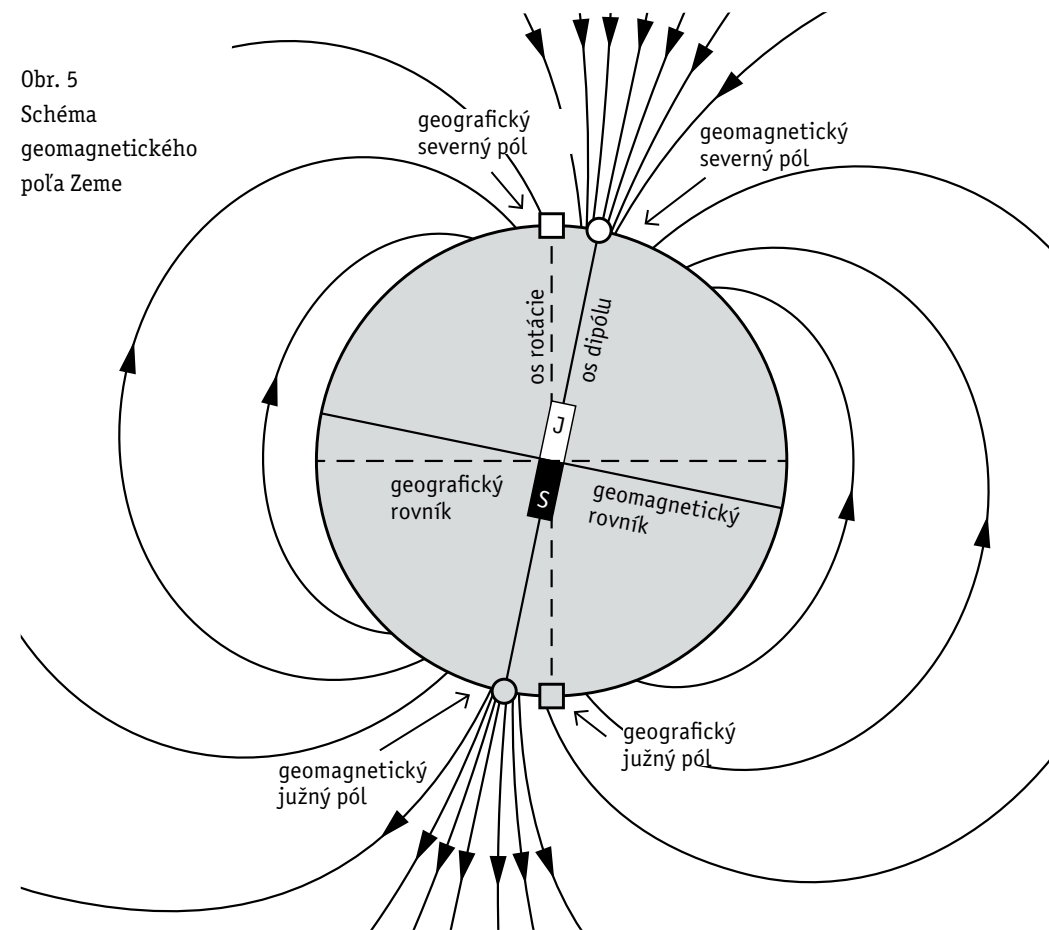 Obr. 5
Schéma
geomagnetického
poľa Zeme
geografický
severný pól
geomagnetický
severný pól
os rotácie
os dipólu
J
S
geografický
rovník
geomagnetický
rovník
geografický
južný pól
geomagnetický
južný pól